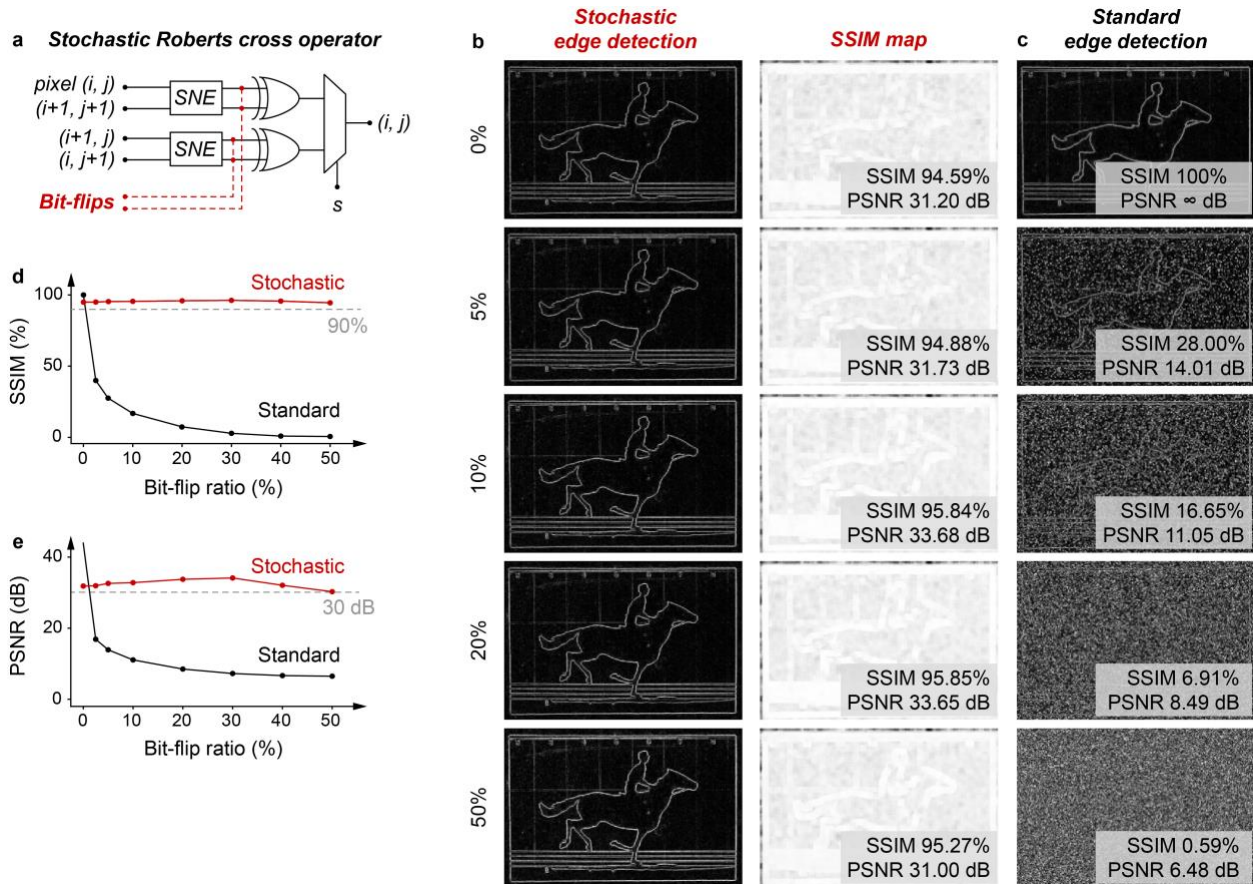 a Stochastic Roberts cross operator
pixel (i, j)
(i+1, j+1)
(i+1, j)
(i, j+1)
SNE
SNE
(i, j)
s
Bit-flips
d
Stochastic
100
90%
50
Standard
0
SSIM (%)
0 10 20 30 40 50
Bit-flip ratio (%)
e
40
Stochastic
30 dB
20
Standard
0
PSNR (dB)
0 10 20 30 40 50
Bit-flip ratio (%)
b Stochastic
edge detection
SSIM map
c Standard
edge detection
0%
SSIM 94.59%
PSNR 31.20 dB
SSIM 100%
PSNR ∞ dB
5%
SSIM 94.88%
PSNR 31.73 dB
SSIM 28.00%
PSNR 14.01 dB
10%
SSIM 95.84%
PSNR 33.68 dB
SSIM 16.65%
PSNR 11.05 dB
20%
SSIM 95.85%
PSNR 33.65 dB
SSIM 6.91%
PSNR 8.49 dB
50%
SSIM 95.27%
PSNR 31.00 dB
SSIM 0.59%
PSNR 6.48 dB